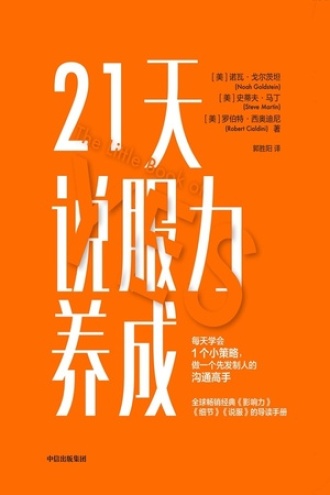 [美] 诺瓦·戈尔茨坦
(Noah Goldstein)
[美] 史蒂夫·马丁
(Steve Martin)
[美] 罗伯特·西奥迪尼
(Robert Cialdini) 著
郭胜阳 译
21天
The Little Book of
YES
说服力
养成
每天学会
1个小策略,
做一个先发制人的
沟通高手
全球畅销经典《影响力》
《细节》《说服》的导读手册
中信出版集团